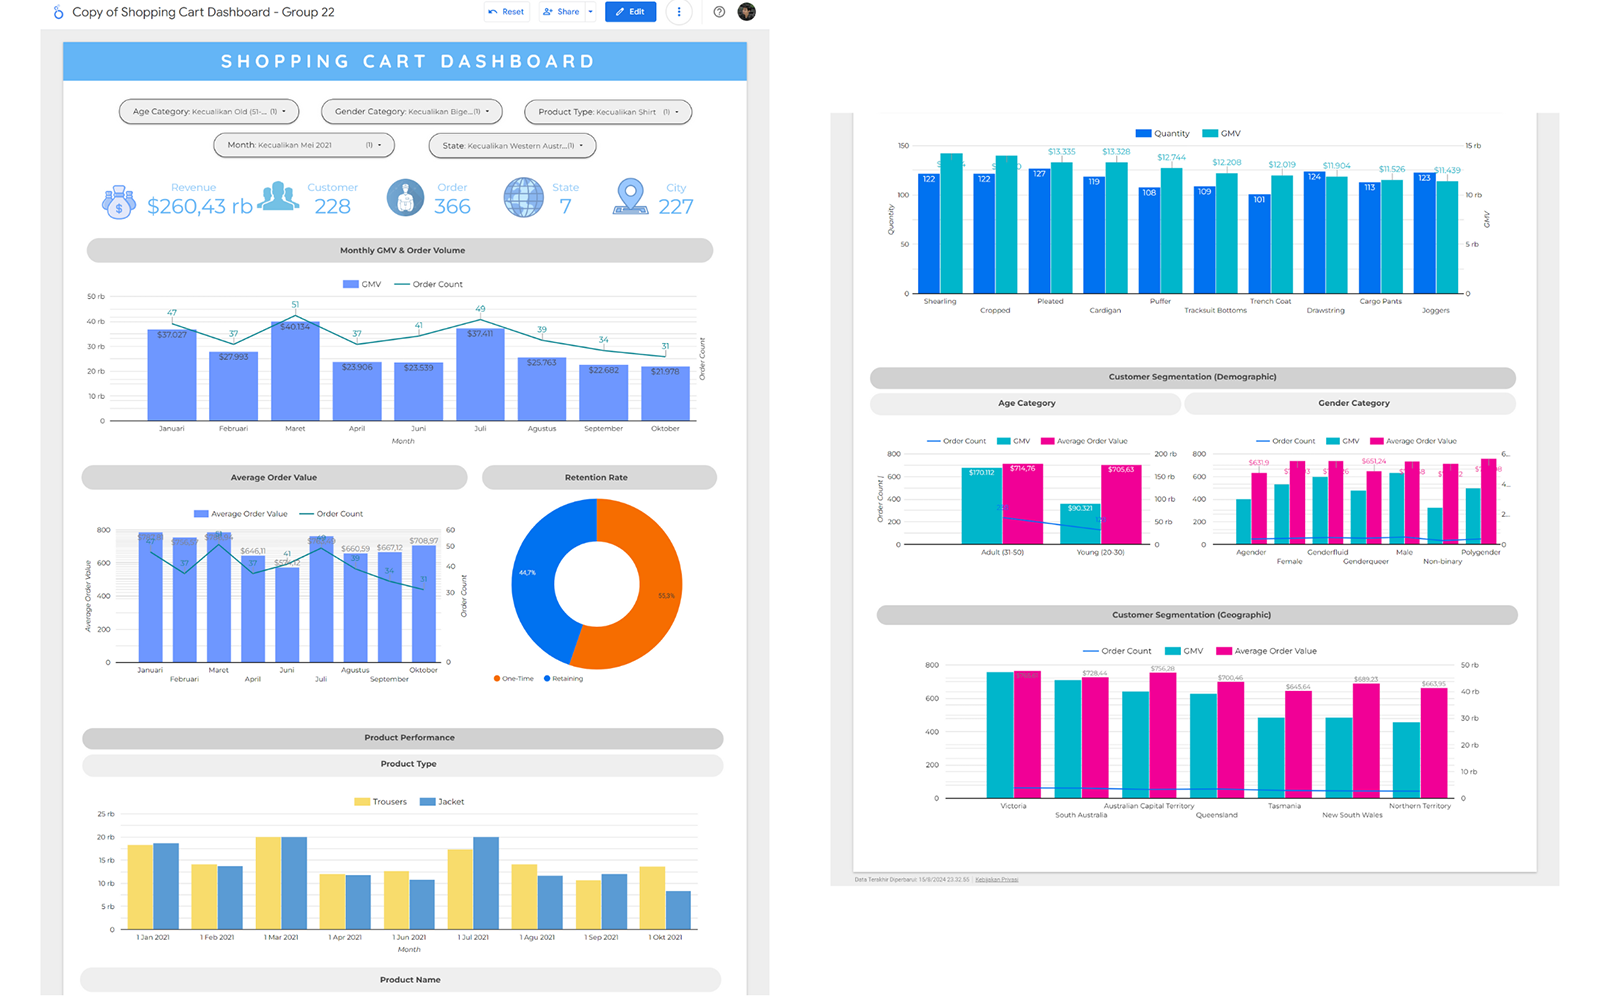 Copy of Shopping Cart Dashboard - Group 22
Reset
Share
Edit
SHOPPING CART DASHBOARD
Age Category: Kecualikan Old (51-... (1)
Gender Category: Kecualikan Bige...(1)
Product Type: Kecualikan Shirt (1)
Month: Kecualikan Mei 2021 (1)
State: Kecualikan Western Austr...(1)
Revenue
$260,43 rb
Customer
228
Order
366
State
7
City
227
Monthly GMV & Order Volume
GMV
Order Count
50 rb
40 rb
30 rb
20 rb
10 rb
0
47
37
51
37
41
49
39
34
31
$37.027
$27.993
$40.134
$23.906
$23.539
$37.411
$25.763
$22.682
$21.978
Order Count
Januari
Februari
Maret
April
Juni
Juli
Agustus
September
Oktober
Month
Average Order Value
Average Order Value
Order Count
800
600
400
200
0
Average Order Value
60
50
40
30
0
Order Count
47
37
51
37
41
49
39
34
31
$646,11
$574,12
$660,59
$667,12
$708,97
Januari
Februari
Maret
April
Juni
Juli
Agustus
September
Oktober
Retention Rate
44,7%
55,3%
One-Time
Retaining
Product Performance
Product Type
Trousers
Jacket
25 rb
20 rb
15 rb
10 rb
5 rb
0
1 Jan 2021
1 Feb 2021
1 Mar 2021
1 Apr 2021
1 Jun 2021
1 Jul 2021
1 Agu 2021
1 Sep 2021
1 Okt 2021
Month
Product Name
Quantity
GMV
150
100
50
0
Quantity
15 rb
10 rb
5 rb
0
GMV
$13.335
$13.328
$12.744
$12.208
$12.019
$11.904
$11.526
$11.439
122
122
127
119
108
109
101
124
113
123
Shearling
Cropped
Pleated
Cardigan
Puffer
Tracksuit Bottoms
Trench Coat
Drawstring
Cargo Pants
Joggers
Customer Segmentation (Demographic)
Age Category
Order Count
GMV
Average Order Value
800
600
400
200
0
Order Count |
200 rb
150 rb
100 rb
50 rb
0
$170.112
$714,76
$90.321
$705,63
Adult (31-50)
Young (20-30)
Gender Category
Order Count
GMV
Average Order Value
800
600
400
200
0
6...
4...
2...
0
$631,9
$651,24
Agender
Female
Genderfluid
Genderqueer
Male
Non-binary
Polygender
Customer Segmentation (Geographic)
Order Count
GMV
Average Order Value
800
600
400
200
0
50 rb
40 rb
30 rb
20 rb
10 rb
0
$728,44
$756,28
$700,46
$645,64
$689,23
$663,95
Victoria
South Australia
Australian Capital Territory
Queensland
Tasmania
New South Wales
Northern Territory
Data Terakhir Diperbarui: 15/9/2024 23.32.55
Kebijakan Privasi